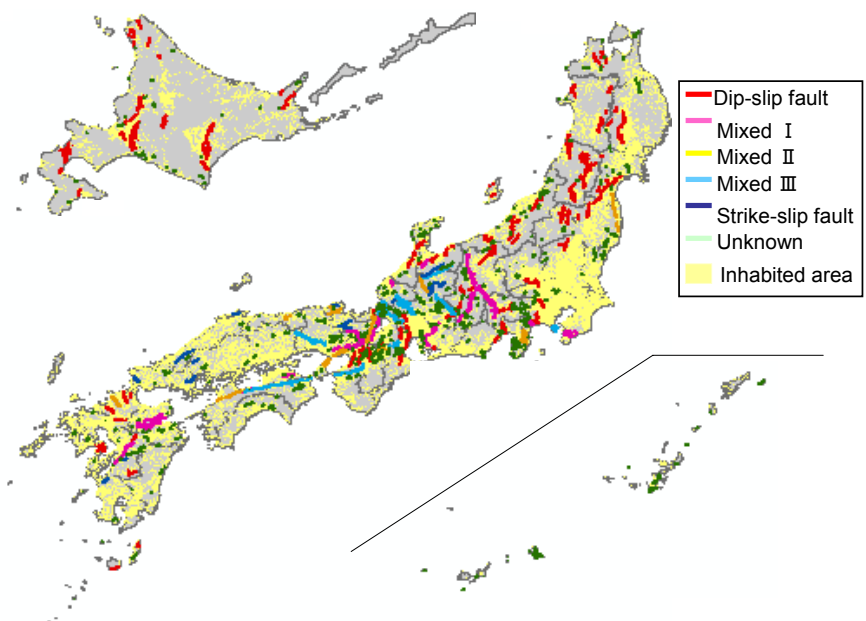 Dip-slip fault
Mixed Ⅰ
Mixed Ⅱ
Mixed Ⅲ
Strike-slip fault
Unknown
Inhabited area